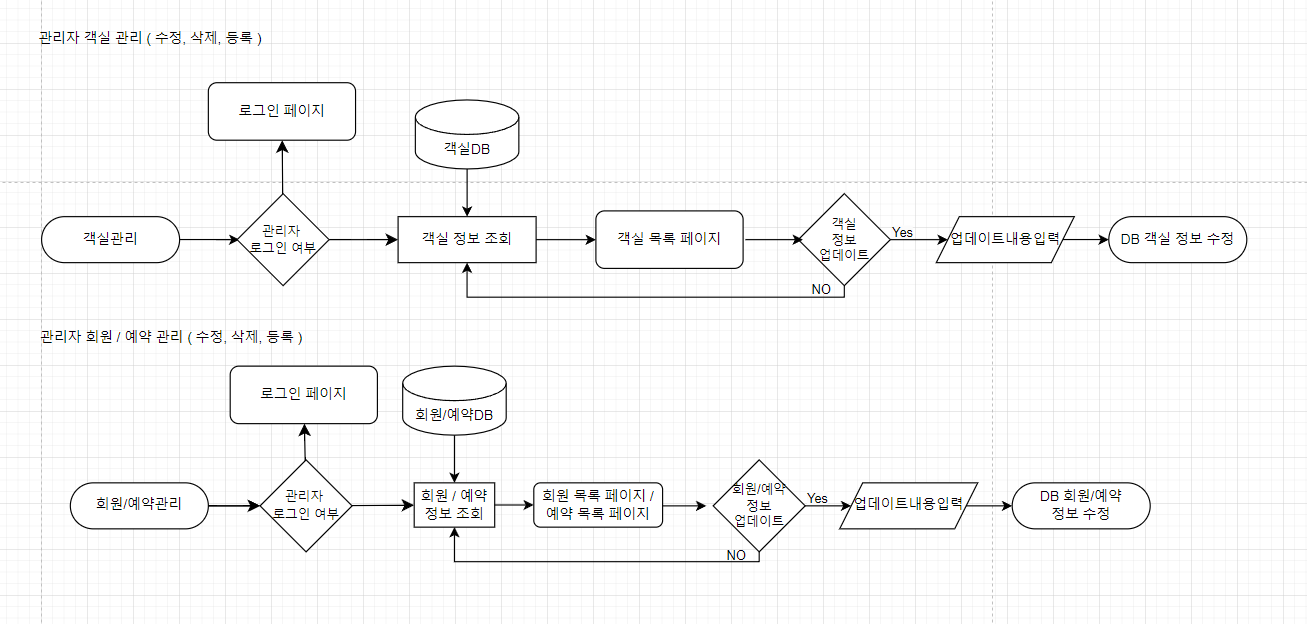 관리자 객실 관리 ( 수정, 삭제, 등록 )
로그인 페이지
객실DB
객실관리
관리자
로그인 여부
객실 정보 조회
객실 목록 페이지
객실
정보
업데이트
Yes
업데이트내용입력
DB 객실 정보 수정
NO
관리자 회원 / 예약 관리 ( 수정, 삭제, 등록 )
로그인 페이지
회원/예약DB
회원/예약관리
관리자
로그인 여부
회원 / 예약
정보 조회
회원 목록 페이지 /
예약 목록 페이지
회원/예약
정보
업데이트
Yes
업데이트내용입력
DB 회원/예약
정보 수정
NO